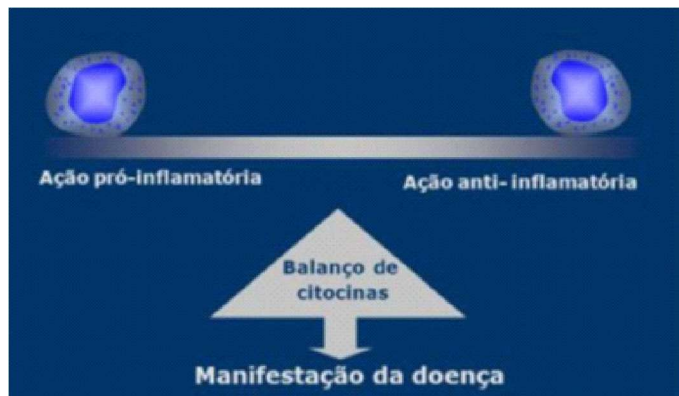 Ação pró-inflamatória
Ação anti- inflamatória
Balanço de
citocinas
Manifestação da doença